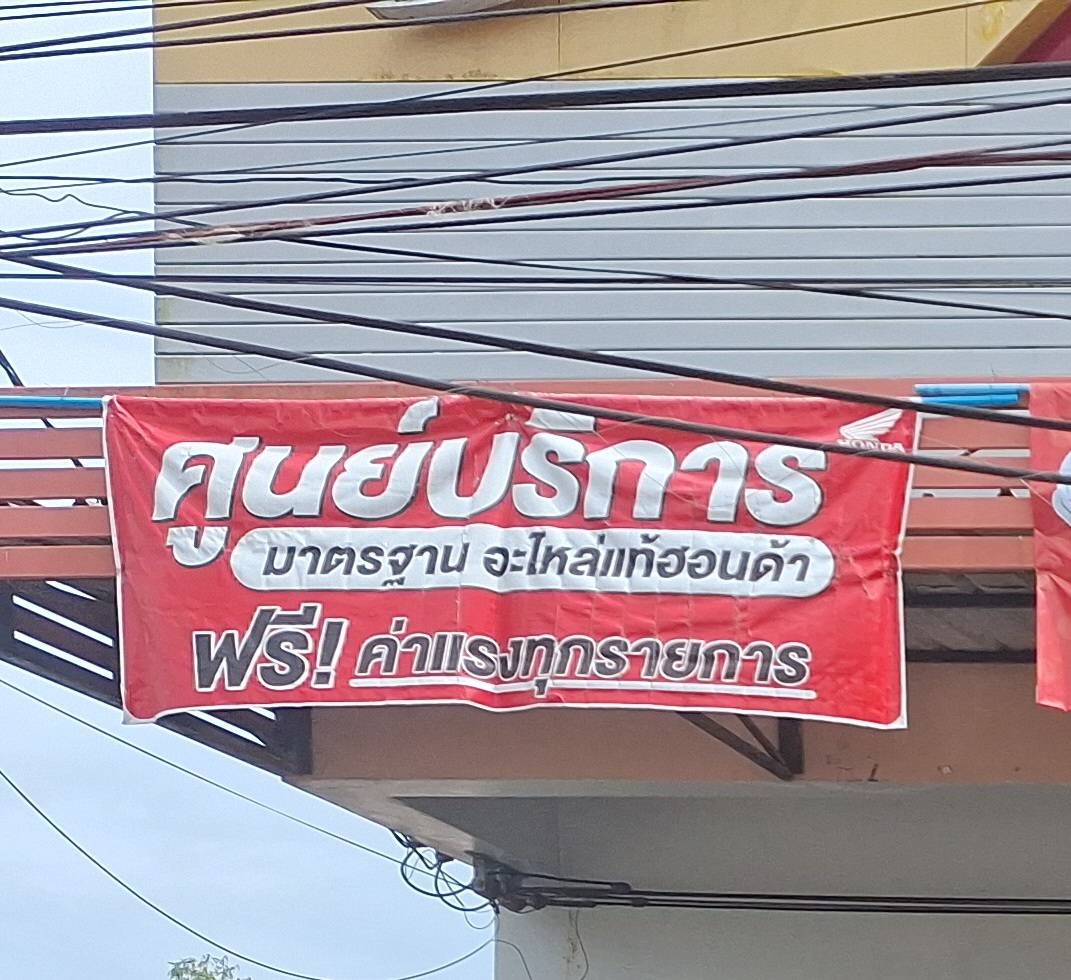 ศูนย์บริการ
HONDA
มาตรฐาน อะไหล่แท้ฮอนด้า
ฟรี! ค่าแรงทุกรายการ